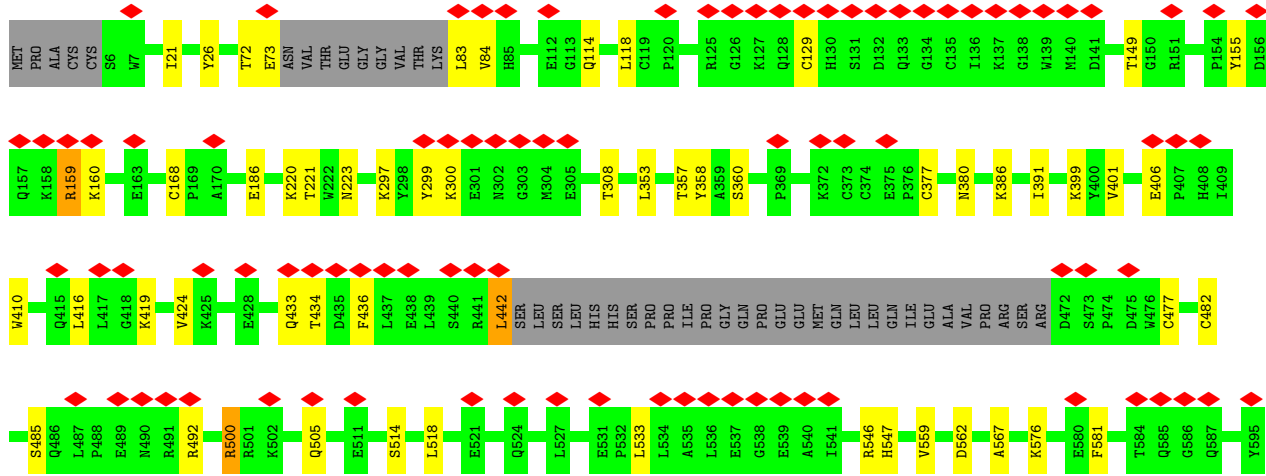 MET PRO ALA CYS CYS S6 W7 I21 Y26 T72 E73 ASN VAL THR GLU GLY GLY VAL THR LYS L83 V84 H85 E112 G113 Q114 L118 C119 P120 R125 G126 K127 Q128 C129 H130 S131 D132 Q133 G134 C135 I136 K137 G138 W139 M140 D141 T149 G150 R151 P154 Y155 D156
Q157 K158 R159 K160 E163 C168 P169 A170 E186 K220 T221 W222 N223 K297 Y298 Y299 K300 E301 N302 G303 M304 E305 T308 L353 T357 Y358 A359 S360 P369 K372 C373 C374 E375 P376 C377 N380 K386 I391 K399 Y400 V401 E406 P407 H408 I409
W410 Q415 L416 L417 G418 K419 V424 K425 E428 Q433 T434 D435 F436 L437 E438 L439 S440 R441 L442 SER LEU SER LEU HIS HIS SER PRO PRO ILE PRO GLY GLN PRO GLU GLU MET GLN LEU LEU GLN ILE GLU ALA VAL PRO ARG SER ARG D472 S473 P474 D475 W476 C477 C482
S485 Q486 L487 P488 E489 N490 R491 R492 R500 R501 K502 Q505 E511 S514 L518 E521 Q524 L527 E531 P532 L533 L534 A535 L536 E537 G538 E539 A540 I541 R546 H547 V559 D562 A567 K576 E580 F581 T584 Q585 G586 Q587 Y595